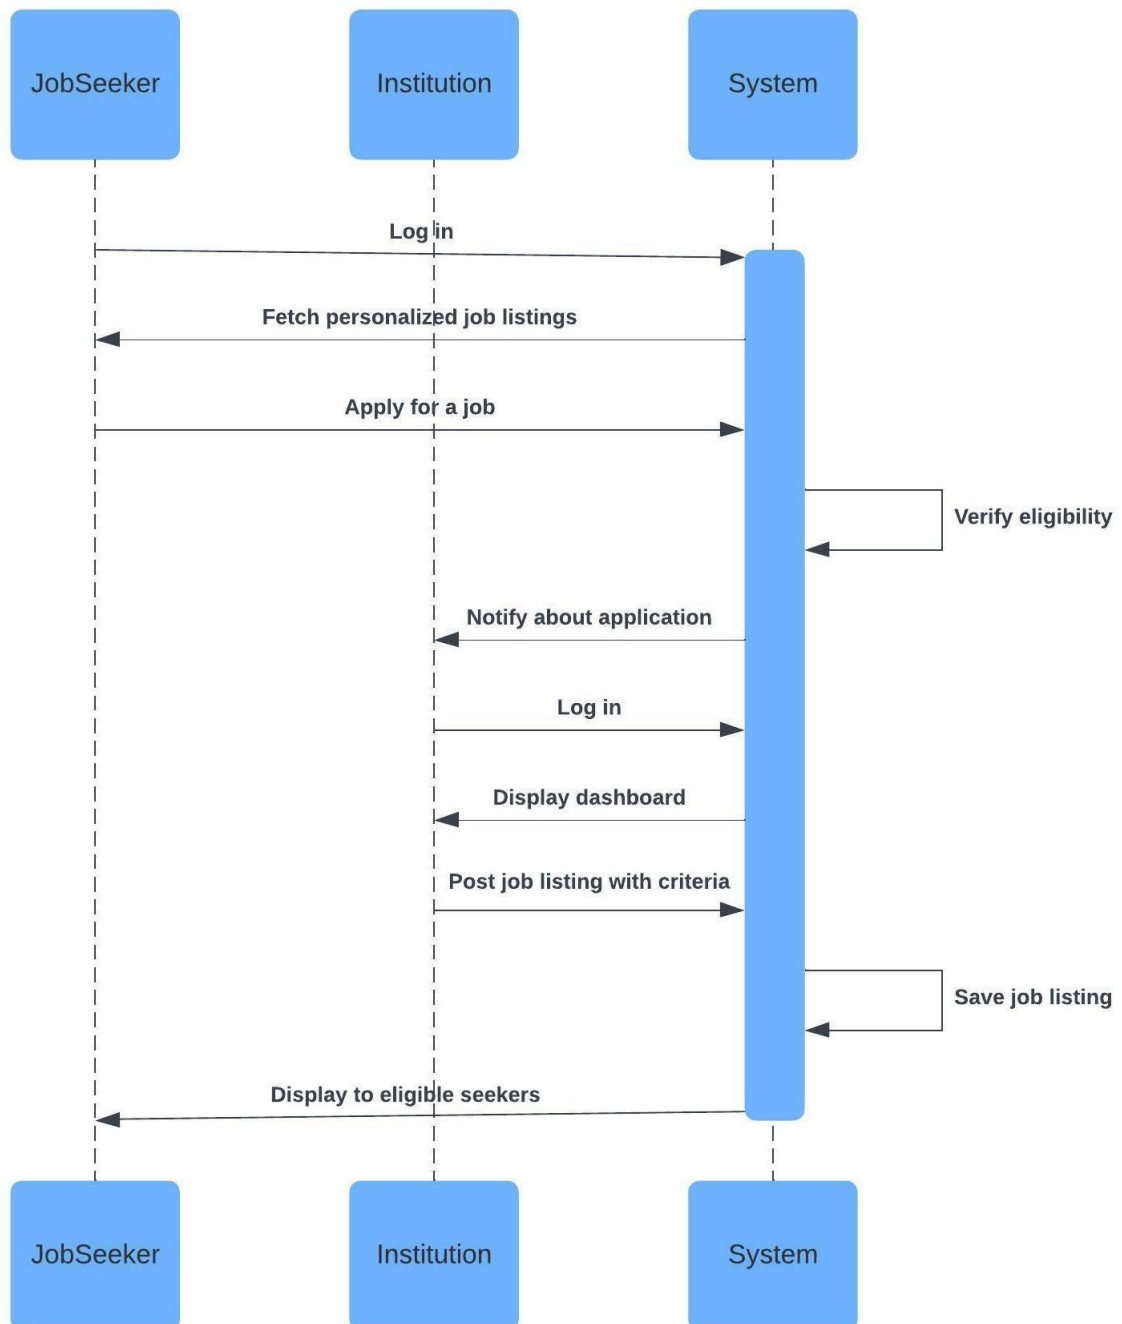 JobSeeker
Institution
System
Log in
Fetch personalized job listings
Apply for a job
Verify eligibility
Notify about application
Log in
Display dashboard
Post job listing with criteria
Save job listing
Display to eligible seekers
JobSeeker
Institution
System